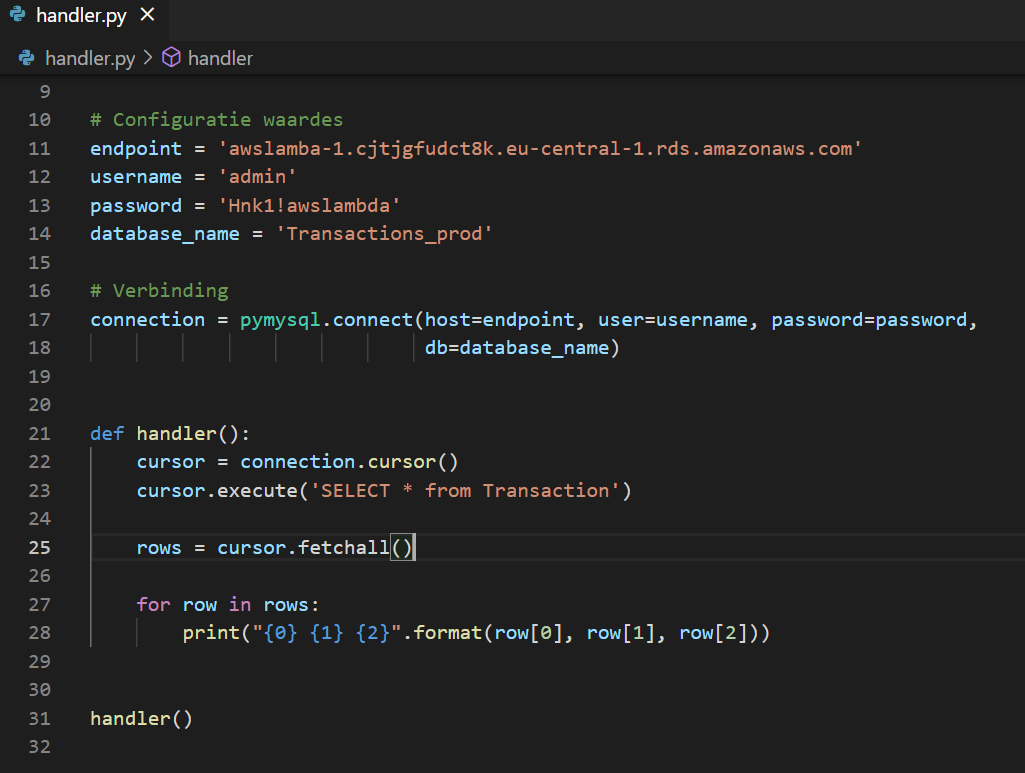 handler.py ×
handler.py > handler
9
10 # Configuratie waardes
11 endpoint = 'awslamba-1.cjtjgfudct8k.eu-central-1.rds.amazonaws.com'
12 username = 'admin'
13 password = 'Hnk1!awslambda'
14 database_name = 'Transactions_prod'
15
16 # Verbinding
17 connection = pymysql.connect(host=endpoint, user=username, password=password,
18                              db=database_name)
19
20
21 def handler():
22     cursor = connection.cursor()
23     cursor.execute('SELECT * from Transaction')
24
25     rows = cursor.fetchall()
26
27     for row in rows:
28         print("{0} {1} {2}".format(row[0], row[1], row[2]))
29
30
31 handler()
32